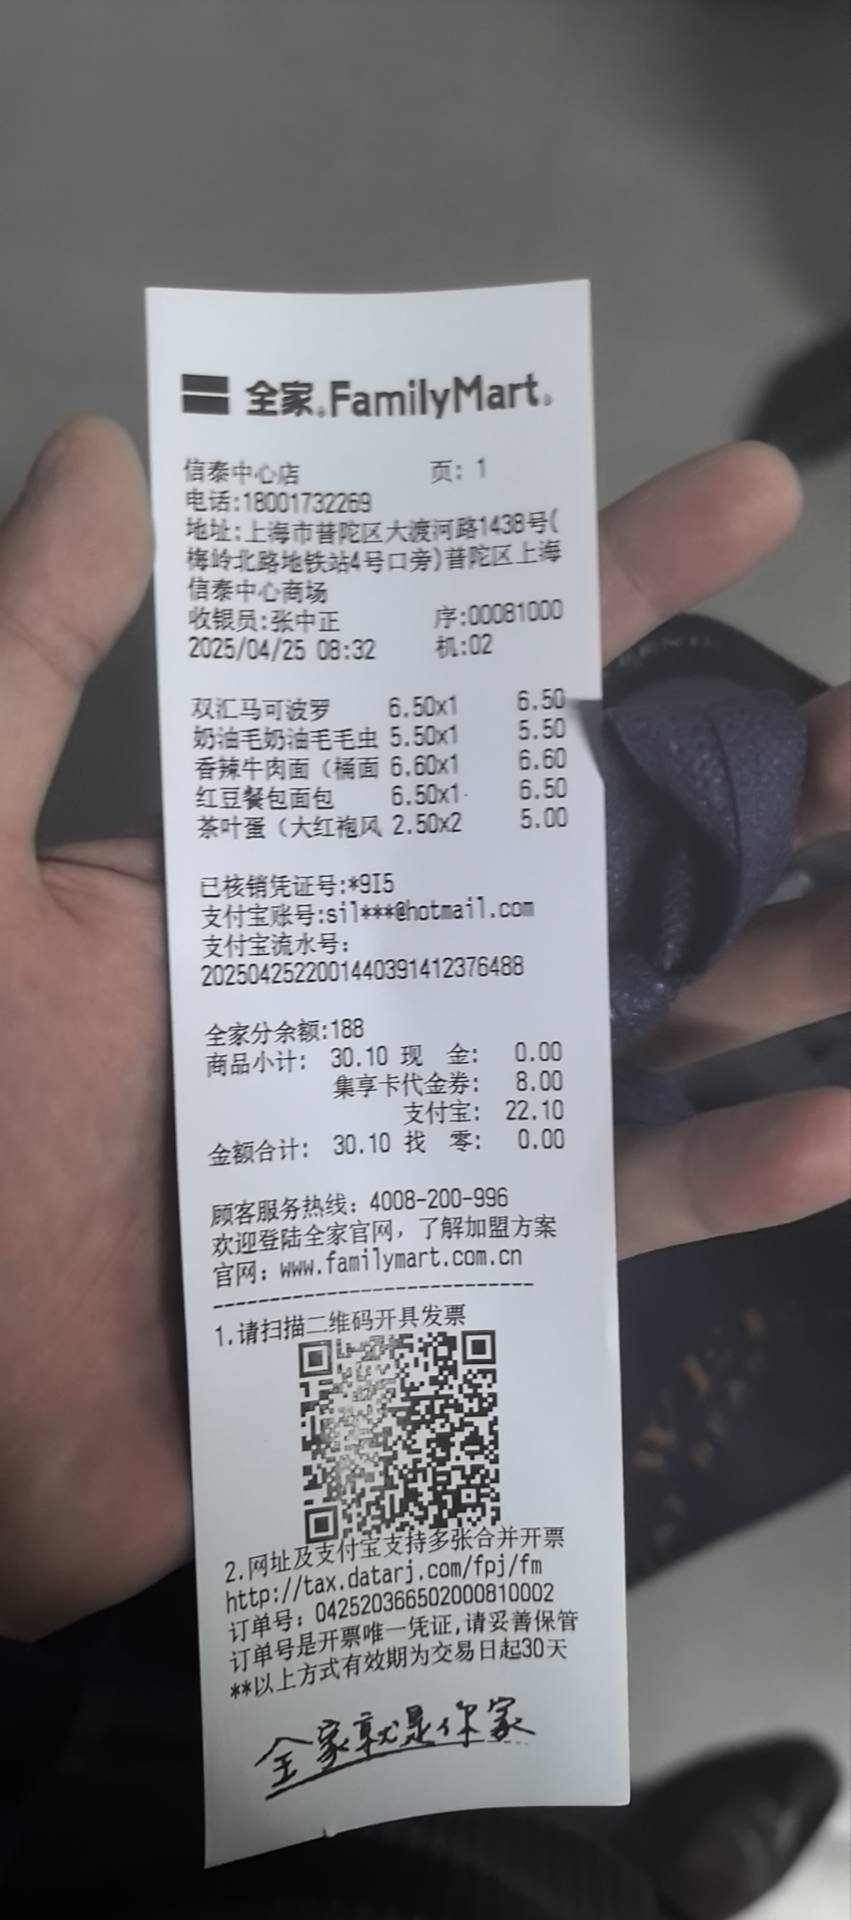 全家 FamilyMart
信泰中心店 页: 1
电话:18001732269
地址:上海市普陀区大渡河路1438号(
梅岭北路地铁站4号口旁)普陀区上海
信泰中心商场
收银员:张中正 序:00081000
2025/04/25 08:32 机:02
双汇马可波罗 6.50x1 6.50
奶油毛奶油毛毛虫 5.50x1 5.50
香辣牛肉面（桶面 6.60x1 6.60
红豆餐包面包 6.50x1 6.50
茶叶蛋（大红袍风 2.50x2 5.00
已核销凭证号:*9I5
支付宝账号:sil***@hotmail.com
支付宝流水号:
2025042522001440391412376488
全家分余额:188
商品小计: 30.10 现 金: 0.00
集享卡代金券: 8.00
支付宝: 22.10
金额合计: 30.10 找 零: 0.00
顾客服务热线: 4008-200-996
欢迎登陆全家官网，了解加盟方案
官网: www.familymart.com.cn
1.请扫描二维码开具发票
2.网址及支付宝支持多张合并开票
http://tax.datarj.com/fpj/fm
订单号: 0425203665020008​10002
订单号是开票唯一凭证,请妥善保管
**以上方式有效期为交易日起30天
全家就是你家